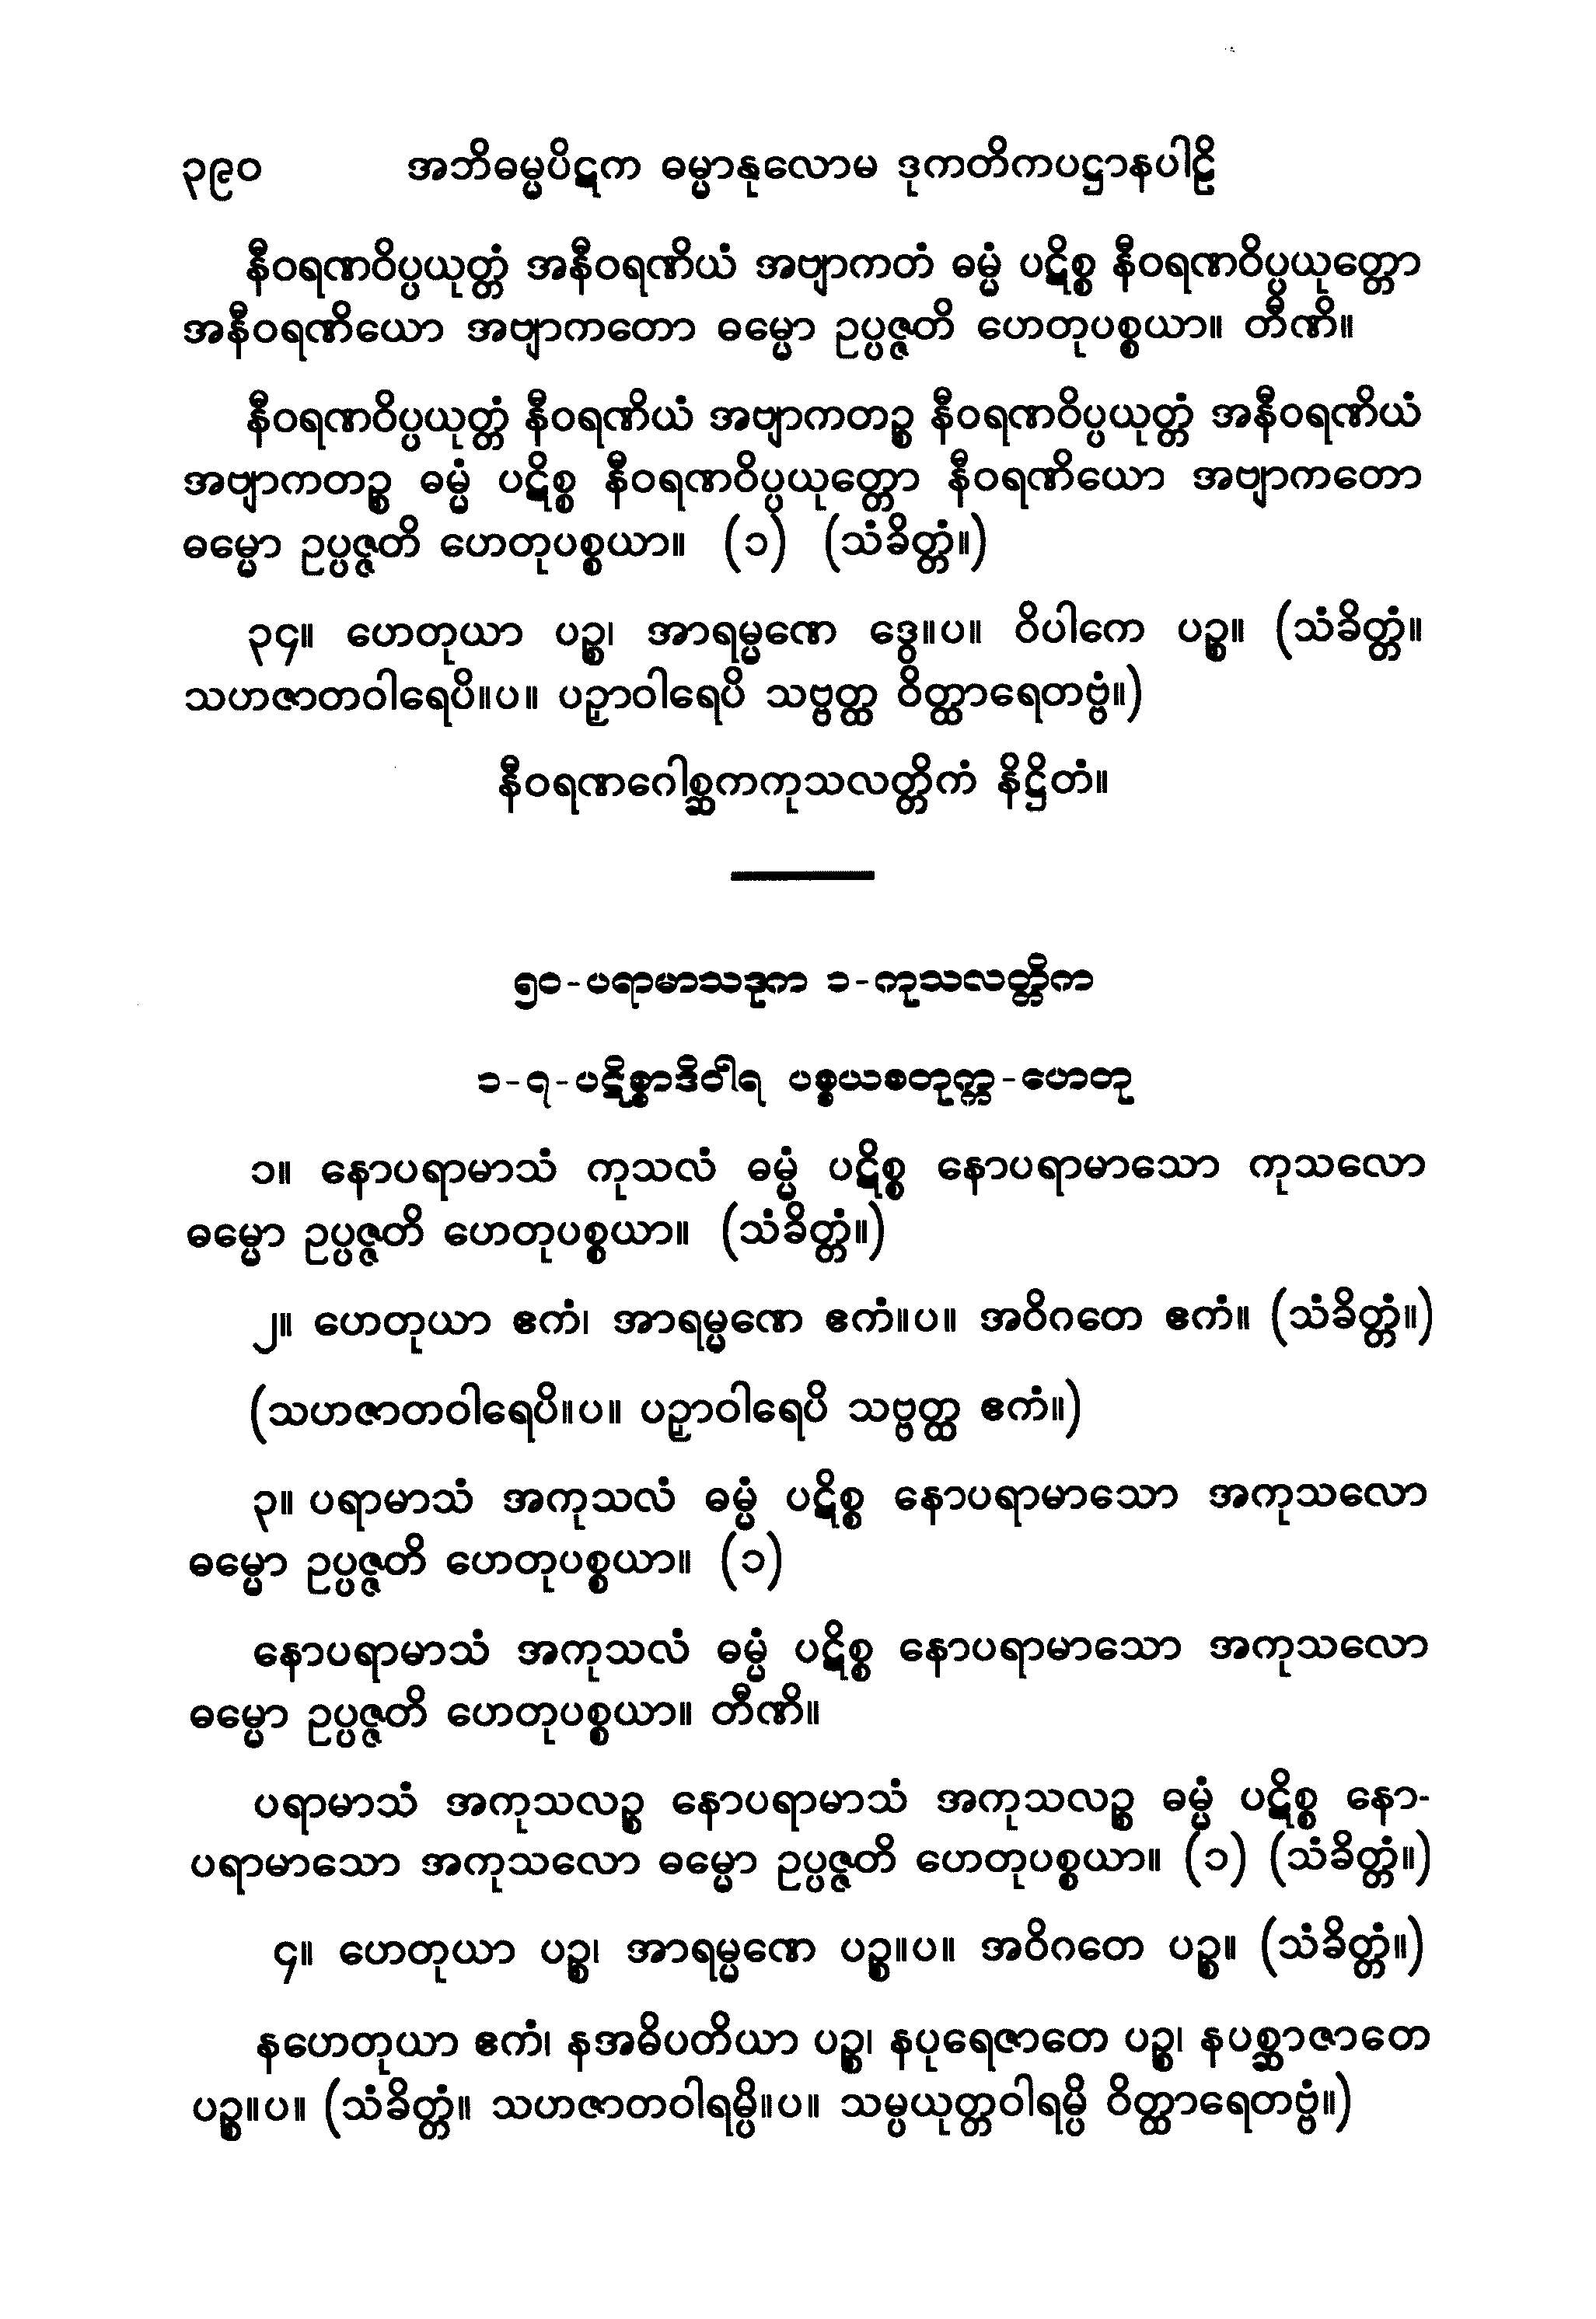 ၃၉၀ အဘိဓမ္မပိဋက ဓမ္မာနုလောမ ဒုကတိကပဋ္ဌာနပါဠိ
နီဝရဏဝိပ္ပယုတ္တံ အနီဝရဏိယံ အဗျာကတံ ဓမ္မံ ပဋိစ္စ နီဝရဏဝိပ္ပယုတ္တော
အနီဝရဏိယော အဗျာကတော ဓမ္မော ဥပ္ပဇ္ဇတိ ဟေတုပစ္စယာ။ တီဏိ။
နီဝရဏဝိပ္ပယုတ္တံ နီဝရဏိယံ အဗျာကတဉ္စ နီဝရဏဝိပ္ပယုတ္တံ အနီဝရဏိယံ
အဗျာကတဉ္စ ဓမ္မံ ပဋိစ္စ နီဝရဏဝိပ္ပယုတ္တော နီဝရဏိယော အဗျာကတော
ဓမ္မော ဥပ္ပဇ္ဇတိ ဟေတုပစ္စယာ။ (၁) (သံခိတ္တံ။)
၃၄။ ဟေတုယာ ပဉ္စ၊ အာရမ္မဏေ ဒွေ။ပ။ ဝိပါကေ ပဉ္စ။ (သံခိတ္တံ။
သဟဇာတဝါရေပိ။ပ။ ပဉှာဝါရေပိ သဗ္ဗတ္ထ ဝိတ္ထာရေတဗ္ဗံ။)
နီဝရဏဂေါစ္ဆကကုသလတ္တိကံ နိဋ္ဌိတံ။
၅၀-ပရာမာသဒုက ၁-ကုသလတ္တိက
၁-၇-ပဋိစ္စာဒိဝါရ ပစ္စယစတုက္က-ဟေတု
၁။ နောပရာမာသံ ကုသလံ ဓမ္မံ ပဋိစ္စ နောပရာမာသော ကုသလော
ဓမ္မော ဥပ္ပဇ္ဇတိ ဟေတုပစ္စယာ။ (သံခိတ္တံ။)
၂။ ဟေတုယာ ဧကံ၊ အာရမ္မဏေ ဧကံ။ပ။ အဝိဂတေ ဧကံ။ (သံခိတ္တံ။)
(သဟဇာတဝါရေပိ။ပ။ ပဉှာဝါရေပိ သဗ္ဗတ္ထ ဧကံ။)
၃။ ပရာမာသံ အကုသလံ ဓမ္မံ ပဋိစ္စ နောပရာမာသော အကုသလော
ဓမ္မော ဥပ္ပဇ္ဇတိ ဟေတုပစ္စယာ။ (၁)
နောပရာမာသံ အကုသလံ ဓမ္မံ ပဋိစ္စ နောပရာမာသော အကုသလော
ဓမ္မော ဥပ္ပဇ္ဇတိ ဟေတုပစ္စယာ။ တီဏိ။
ပရာမာသံ အကုသလဉ္စ နောပရာမာသံ အကုသလဉ္စ ဓမ္မံ ပဋိစ္စ နော-
ပရာမာသော အကုသလော ဓမ္မော ဥပ္ပဇ္ဇတိ ဟေတုပစ္စယာ။ (၁) (သံခိတ္တံ။)
၄။ ဟေတုယာ ပဉ္စ၊ အာရမ္မဏေ ပဉ္စ။ပ။ အဝိဂတေ ပဉ္စ။ (သံခိတ္တံ။)
နဟေတုယာ ဧကံ၊ နအဓိပတိယာ ပဉ္စ၊ နပုရေဇာတေ ပဉ္စ၊ နပစ္ဆာဇာတေ
ပဉ္စ။ပ။ (သံခိတ္တံ။ သဟဇာတဝါရမ္ပိ။ပ။ သမ္ပယုတ္တဝါရမ္ပိ ဝိတ္ထာရေတဗ္ဗံ။)